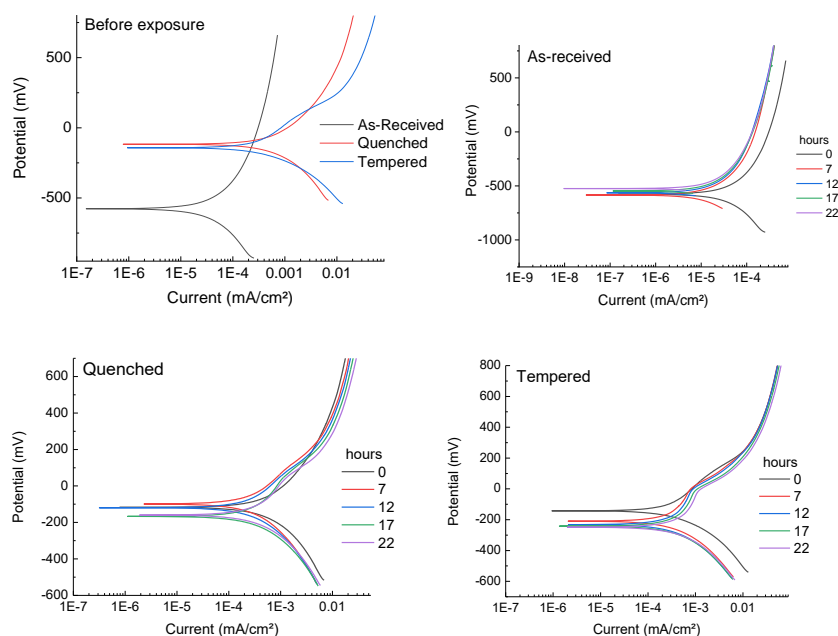 Before exposure
500
0
-500
Potential (mV)
As-Received
Quenched
Tempered
1E-7 1E-6 1E-5 1E-4 0.001 0.01
Current (mA/cm²)
As-received
500
0
-500
-1000
Potential (mV)
hours
0
7
12
17
22
1E-9 1E-8 1E-7 1E-6 1E-5 1E-4
Current (mA/cm²)
Quenched
600
400
200
0
-200
-400
-600
Potential (mV)
hours
0
7
12
17
22
1E-7 1E-6 1E-5 1E-4 1E-3 0.01
Current (mA/cm²)
Tempered
800
600
400
200
0
-200
-400
-600
Potential (mV)
hours
0
7
12
17
22
1E-7 1E-6 1E-5 1E-4 1E-3 0.01
Current (mA/cm²)